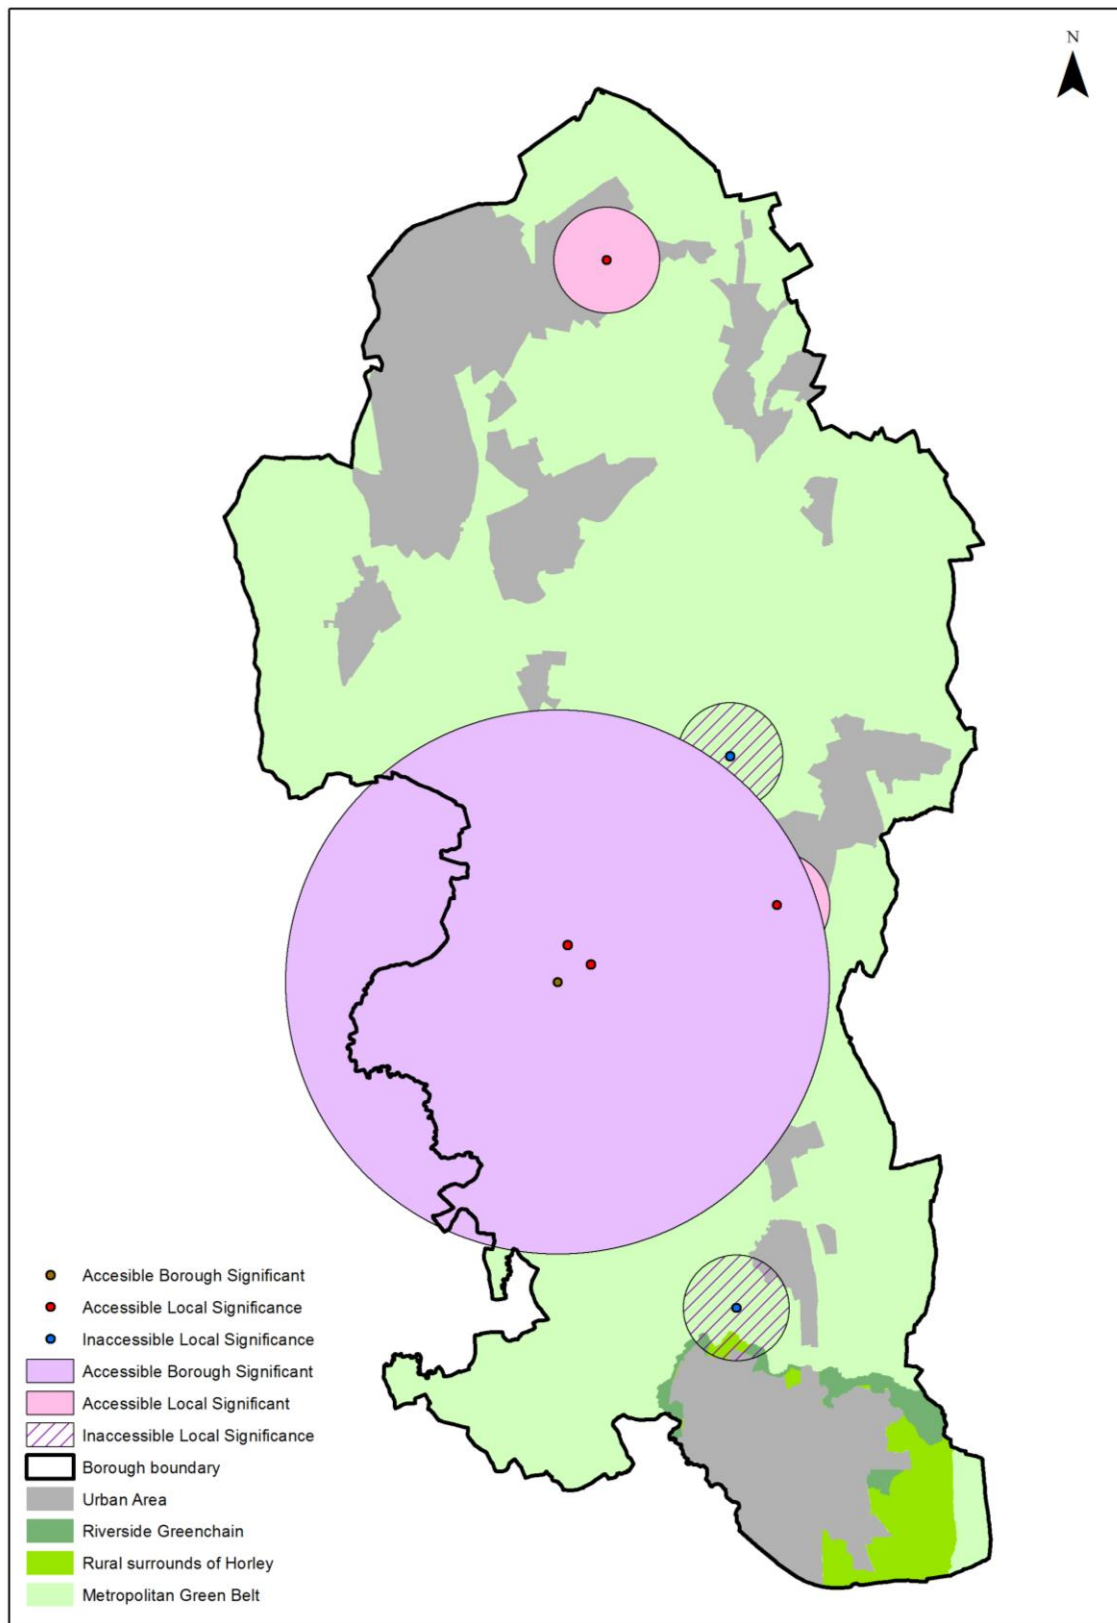 N
Accesible Borough Significant
Accessible Local Significance
Inaccessible Local Significance
Accessible Borough Significant
Accessible Local Significant
Inaccessible Local Significance
Borough boundary
Urban Area
Riverside Greenchain
Rural surrounds of Horley
Metropolitan Green Belt